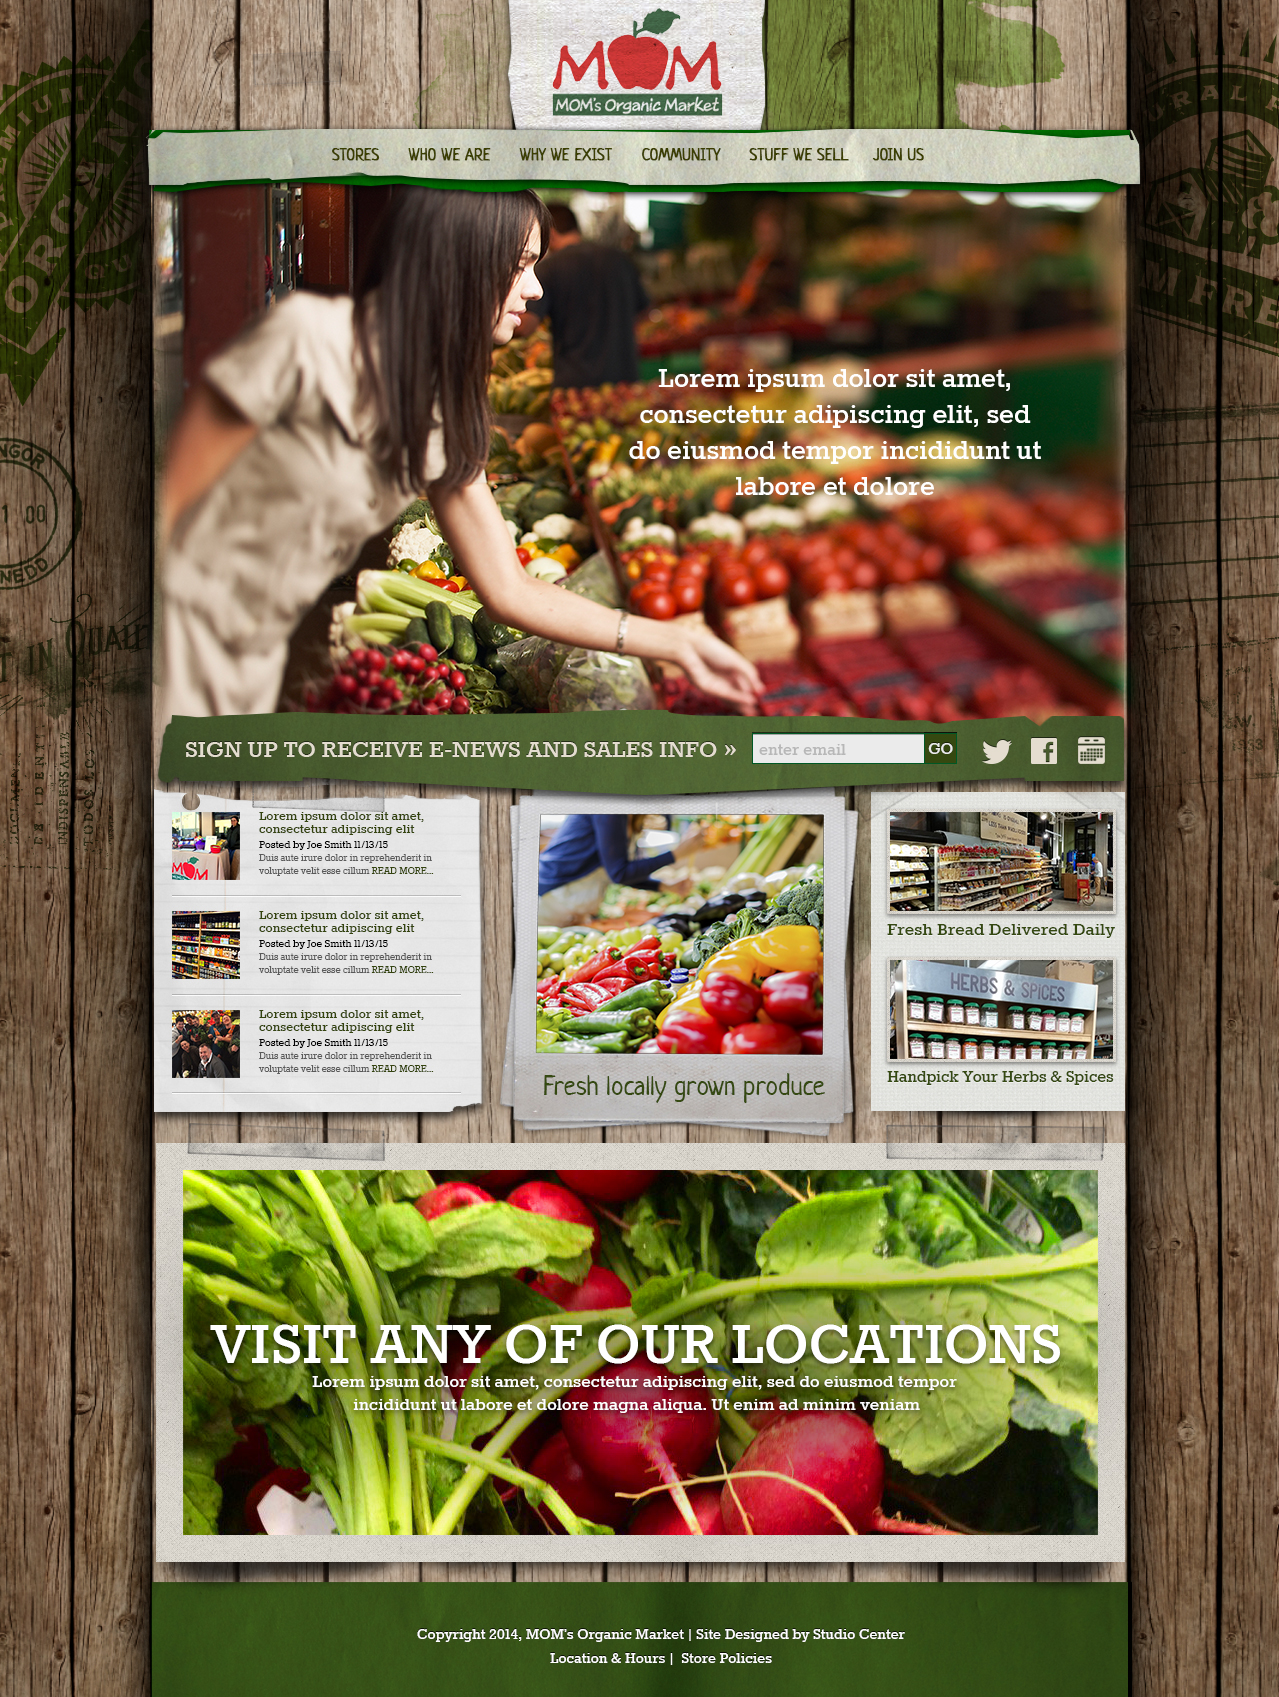 MOM
MOM's Organic Market
STORES
WHO WE ARE
WHY WE EXIST
COMMUNITY
STUFF WE SELL
JOIN US
Lorem ipsum dolor sit amet,
consectetur adipiscing elit, sed
do eiusmod tempor incididunt ut
labore et dolore
SIGN UP TO RECEIVE E-NEWS AND SALES INFO »
enter email
GO
Lorem ipsum dolor sit amet,
consectetur adipiscing elit
Posted by Joe Smith 11/13/15
Duis aute irure dolor in reprehenderit in
voluptate velit esse cillum READ MORE...
Lorem ipsum dolor sit amet,
consectetur adipiscing elit
Posted by Joe Smith 11/13/15
Duis aute irure dolor in reprehenderit in
voluptate velit esse cillum READ MORE...
Lorem ipsum dolor sit amet,
consectetur adipiscing elit
Posted by Joe Smith 11/13/15
Duis aute irure dolor in reprehenderit in
voluptate velit esse cillum READ MORE...
MOM
Fresh locally grown produce
Fresh Bread Delivered Daily
HERBS & SPICES
Handpick Your Herbs & Spices
VISIT ANY OF OUR LOCATIONS
Lorem ipsum dolor sit amet, consectetur adipiscing elit, sed do eiusmod tempor
incididunt ut labore et dolore magna aliqua. Ut enim ad minim veniam
Copyright 2014, MOM's Organic Market | Site Designed by Studio Center
Location & Hours | Store Policies